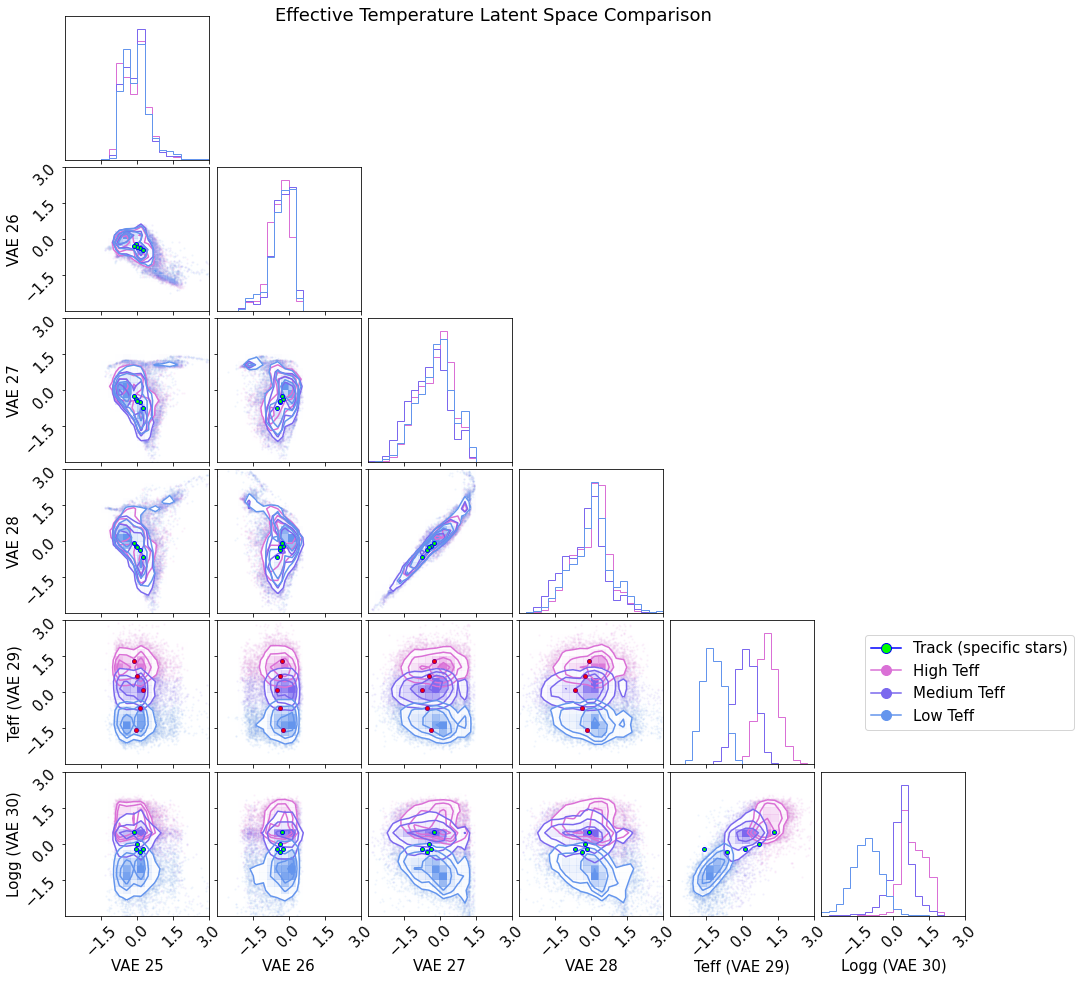 Effective Temperature Latent Space Comparison
3.0
1.5
0.0
−1.5
VAE 26
3.0
1.5
0.0
−1.5
VAE 27
3.0
1.5
0.0
−1.5
VAE 28
3.0
1.5
0.0
−1.5
Teff (VAE 29)
Track (specific stars)
High Teff
Medium Teff
Low Teff
3.0
1.5
0.0
−1.5
Logg (VAE 30)
−1.5 0.0 1.5 3.0 −1.5 0.0 1.5 3.0 −1.5 0.0 1.5 3.0 −1.5 0.0 1.5 3.0 −1.5 0.0 1.5 3.0 −1.5 0.0 1.5 3.0
VAE 25 VAE 26 VAE 27 VAE 28 Teff (VAE 29) Logg (VAE 30)